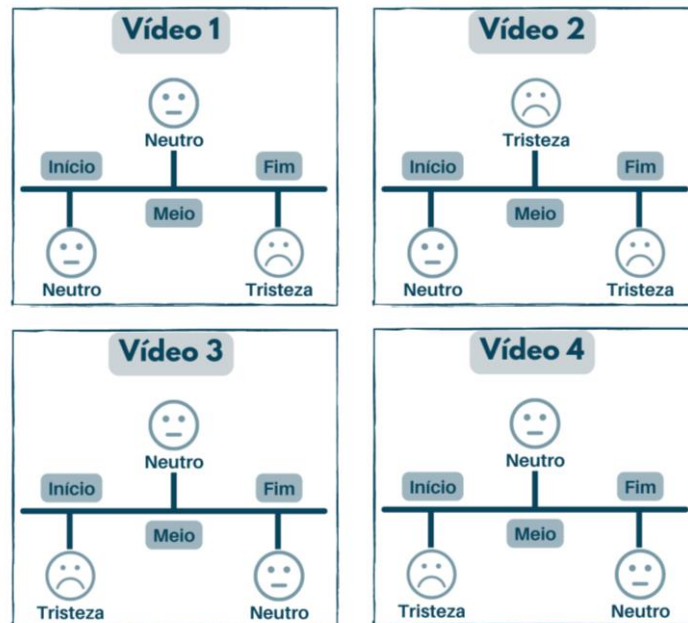 Vídeo 1
Neutro
Início
Fim
Meio
Neutro
Tristeza
Vídeo 2
Tristeza
Início
Fim
Meio
Neutro
Tristeza
Vídeo 3
Neutro
Início
Fim
Meio
Tristeza
Neutro
Vídeo 4
Neutro
Início
Fim
Meio
Tristeza
Neutro